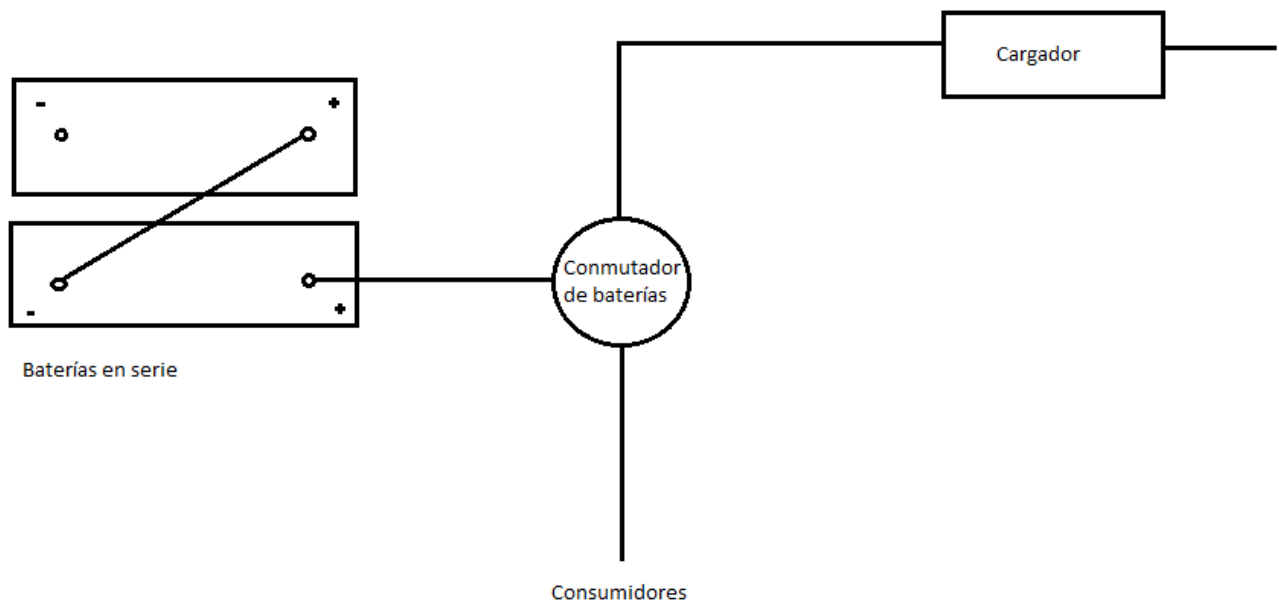 Cargador
-
+
Conmutador
de baterías
-
+
Baterías en serie
Consumidores